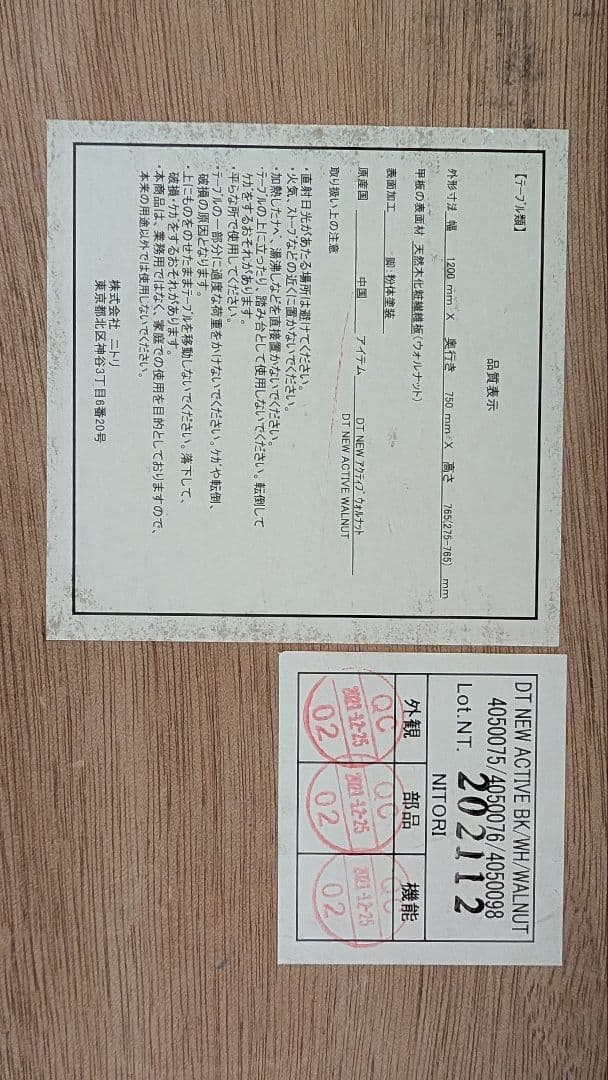 【テーブル類】
品質表示
外形寸法 幅 1200 mm X 奥行き 750 mm X 高さ 765(275-765) mm
甲板の表面材 天然木化粧繊維板(ウォルナット)
表面加工 脚: 粉体塗装
原産国 中国 アイテム DT NEW アクティブ ウォルナット
DT NEW ACTIVE WALNUT
取り扱い上の注意
・直射日光があたる場所は避けてください。
・火気、ストーブなどの近くに置かないでください。
・加熱したナベ、湯沸しなどを直接置かないでください。
・テーブルの上に立ったり、踏み台として使用しないでください。転倒して
ケガをするおそれがあります。
・平らな所で使用してください。
・テーブルの一部分に過度な荷重をかけないでください。ケガや転倒、
破損の原因となります。
・上にものをのせたままテーブルを移動しないでください。落下して、
破損・ケガをするおそれがあります。
・本商品は、業務用ではなく、家庭での使用を目的としておりますので、
本来の用途以外では使用しないでください。
株式会社 ニトリ
東京都北区神谷3丁目6番20号
DT NEW ACTIVE BK/WH/WALNUT
4050075/4050076/4050098
Lot.NT. 202112
NITORI
外観 部品 機能
QC QC QC
2021-12-25 2021-12-25 2021-12-25
02 02 02